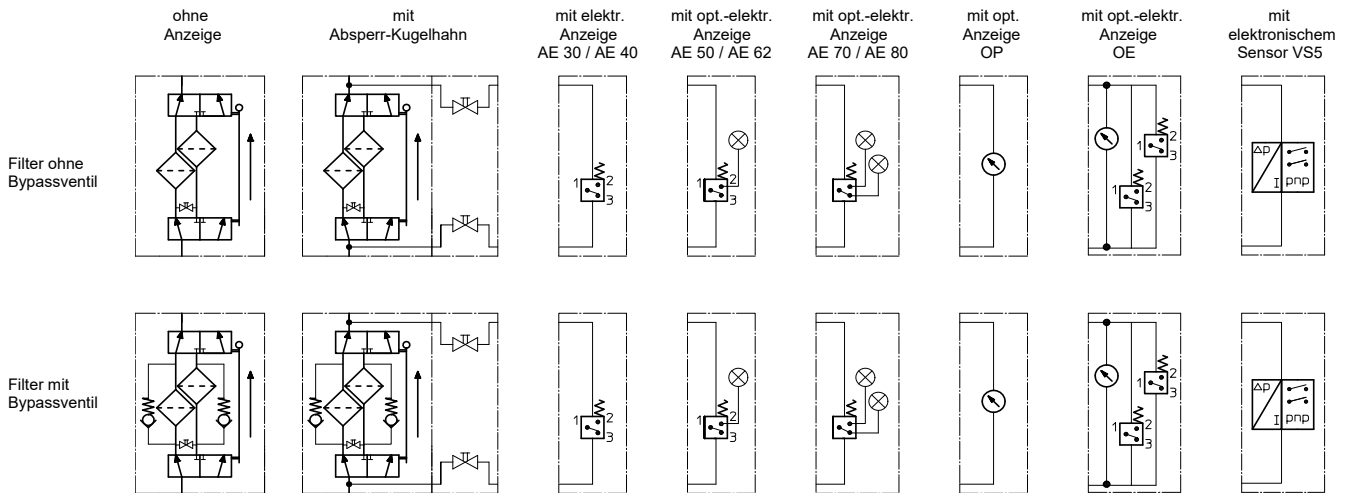 ohne
Anzeige
mit
Absperr-Kugelhahn
mit elektr.
Anzeige
AE 30 / AE 40
mit opt.-elektr.
Anzeige
AE 50 / AE 62
mit opt.-elektr.
Anzeige
AE 70 / AE 80
mit opt.
Anzeige
OP
mit opt.-elektr.
Anzeige
OE
mit
elektronischem
Sensor VS5
Filter ohne
Bypassventil
1 2
3
1 2
3
1
1 2
3
1 2
3
Δp
I pnp
Filter mit
Bypassventil
1 2
3
1 2
3
1
1 2
3
1 2
3
Δp
I pnp